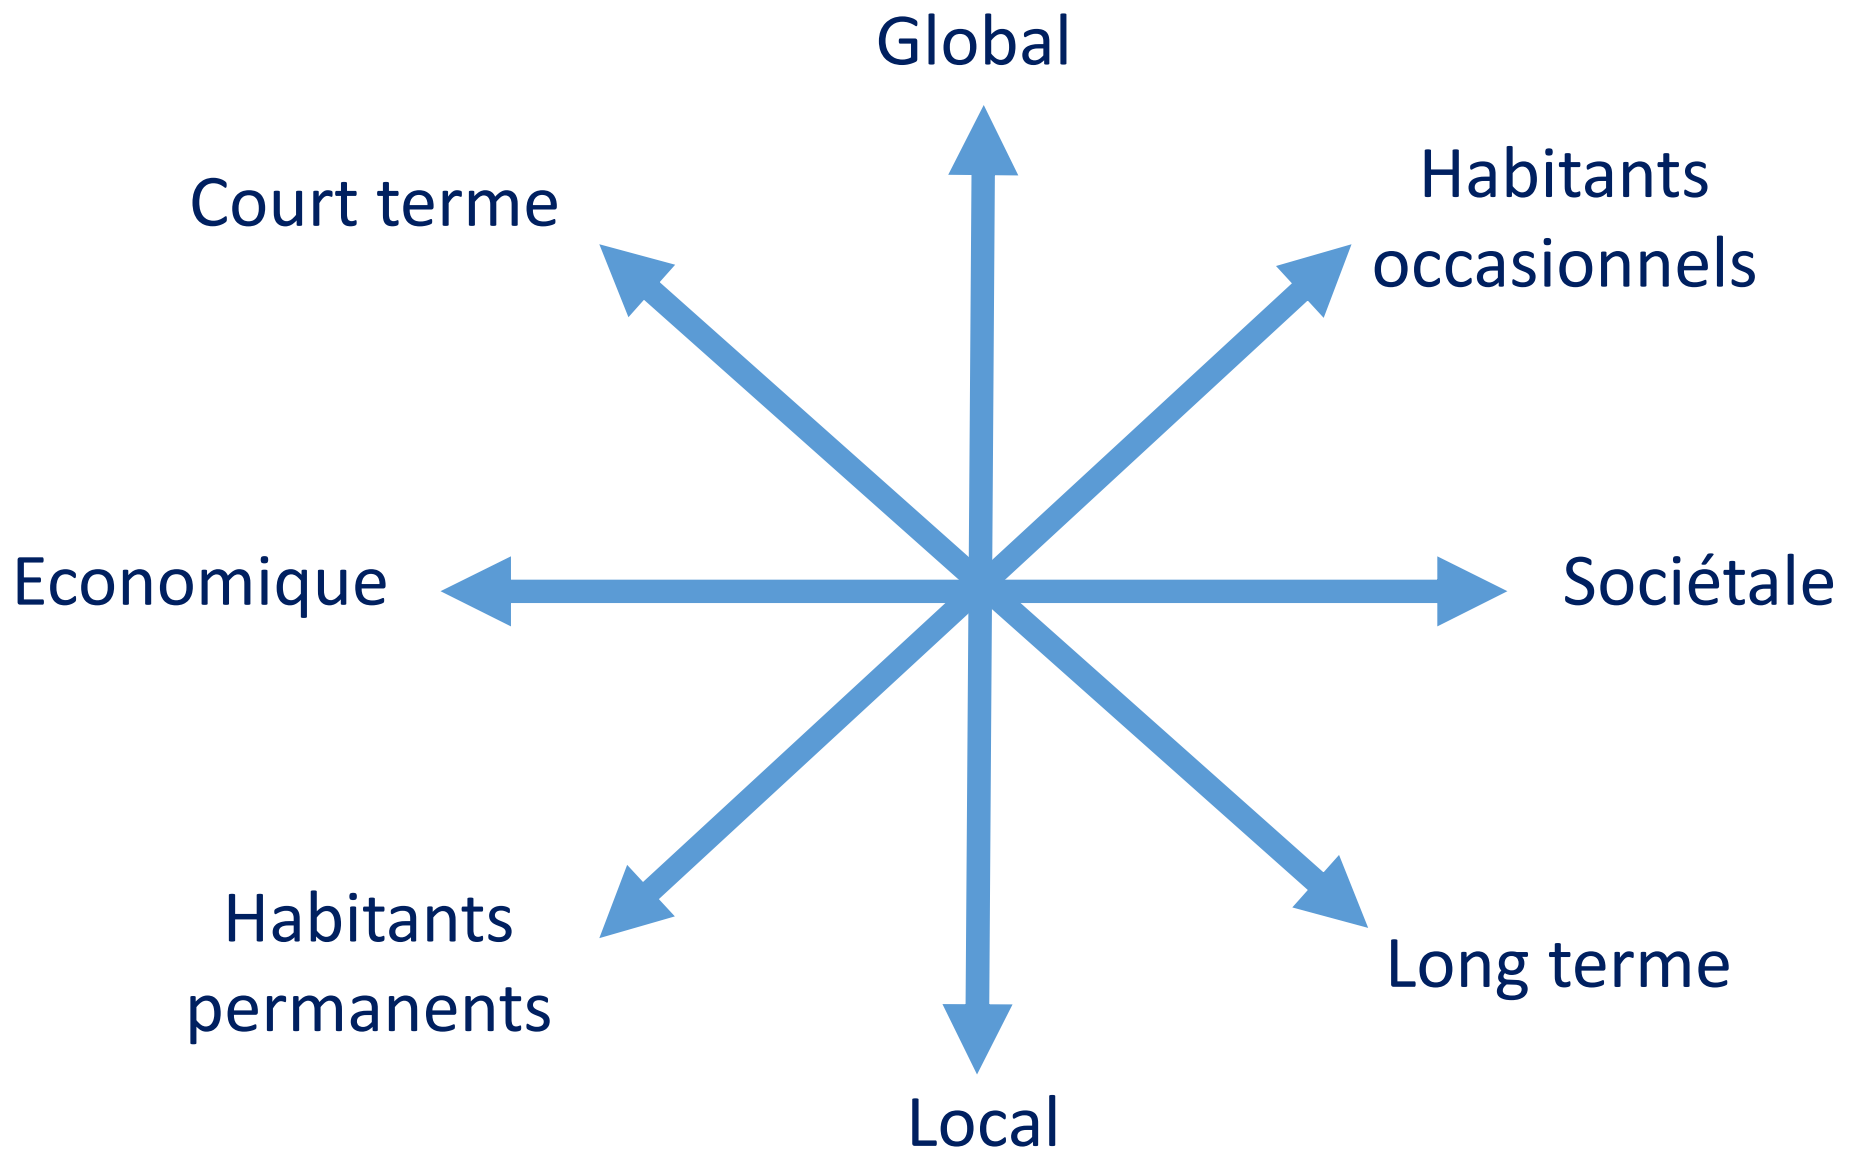 Global
Habitants
occasionnels
Court terme
Economique
Sociétale
Habitants
permanents
Long terme
Local